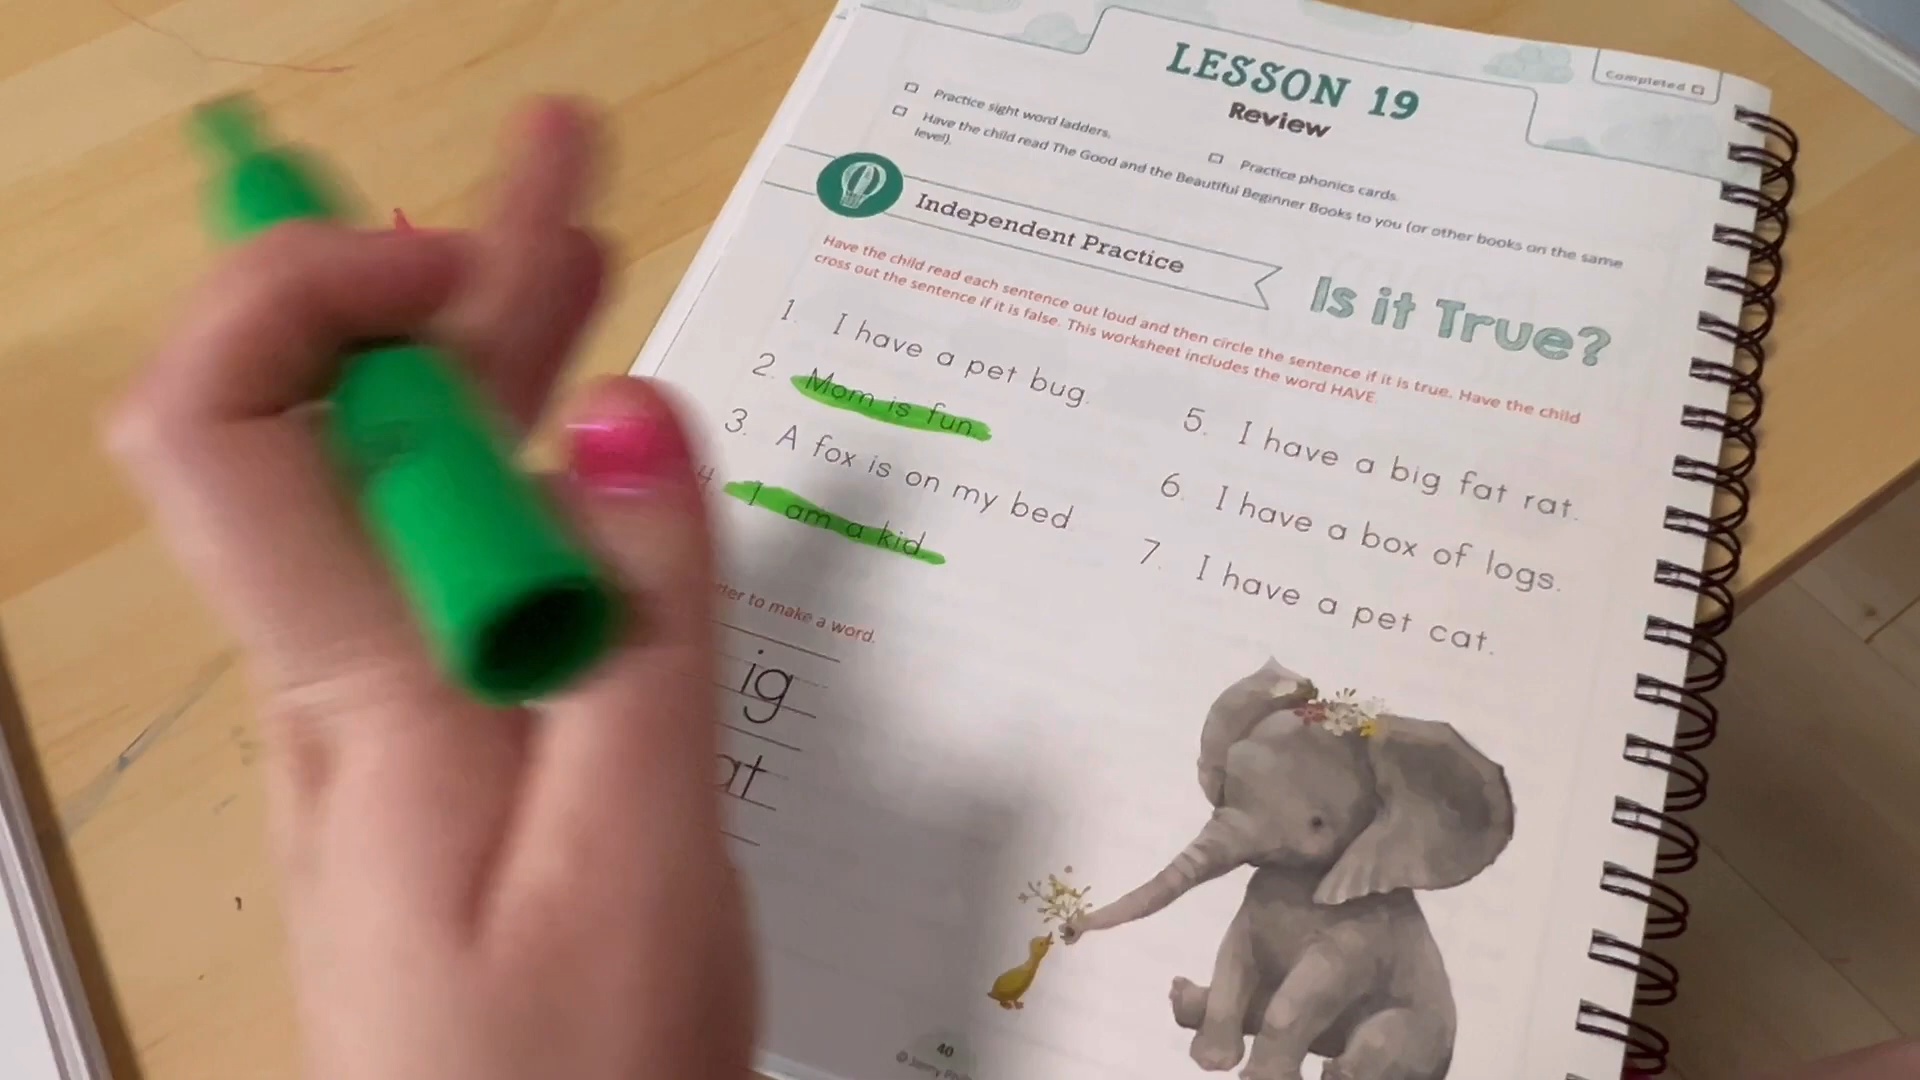 Completed
LESSON 19
Review
Practice sight word ladders.
Practice phonics cards.
Have the child read The Good and the Beautiful Beginner Books to you (or other books on the same
level).
Independent Practice
Is it True?
Have the child read each sentence out loud and then circle the sentence if it is true. Have the child
cross out the sentence if it is false. This worksheet includes the word HAVE.
1. I have a pet bug.
2. Mom is fun.
3. A fox is on my bed
4. I am a kid.
5. I have a big fat rat.
6. I have a box of logs.
7. I have a pet cat.
to make a word.
ig
at
40